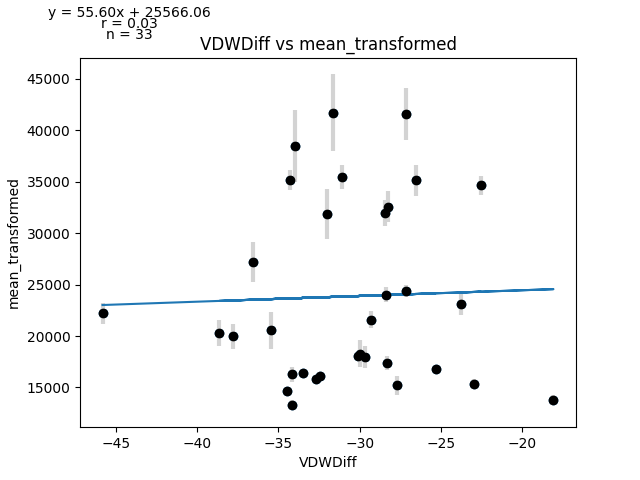 y = 55.60x + 25566.06
r = 0.03
n = 33
VDWDiff vs mean_transformed
45000
40000
35000
30000
25000
20000
15000
mean_transformed
−45
−40
−35
−30
−25
−20
VDWDiff